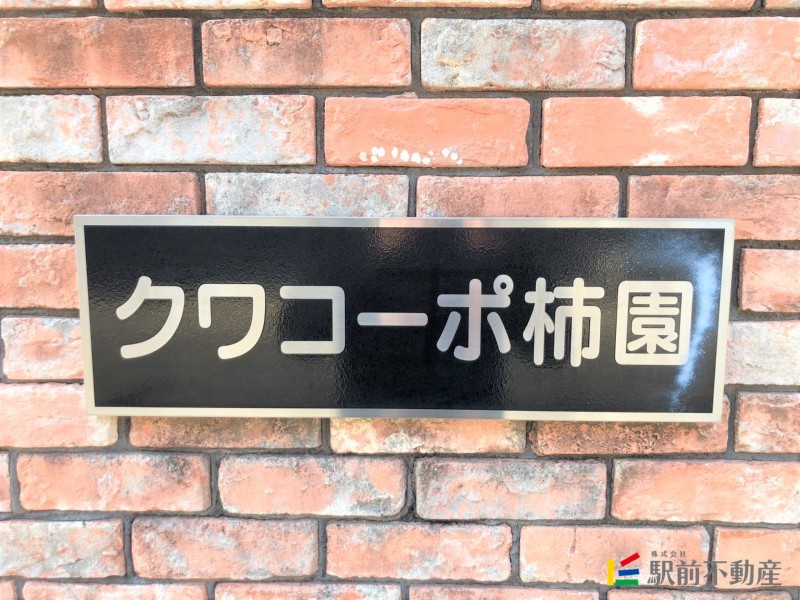 クワコーポ柿園
株式会社
駅前不動産